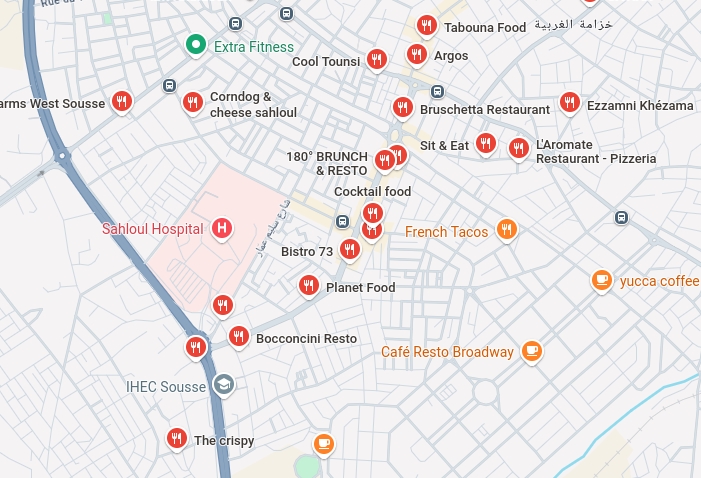 Rue du
Tabouna Food
خزامة الغربية
Extra Fitness
Argos
Cool Tounsi
arms West Sousse
Corndog &
cheese sahloul
Bruschetta Restaurant
Ezzamni Khézama
Sit & Eat
L'Aromate
Restaurant - Pizzeria
180° BRUNCH
& RESTO
Cocktail food
شارع سليم عمار
Sahloul Hospital
H
French Tacos
Bistro 73
yucca coffee
Planet Food
Bocconcini Resto
Café Resto Broadway
IHEC Sousse
The crispy